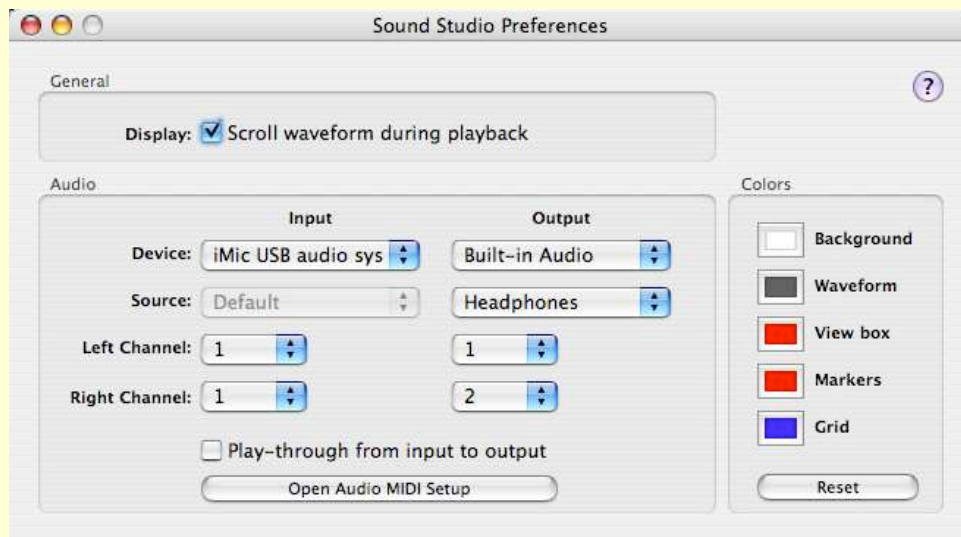 Sound Studio Preferences
General
?
Display: Scroll waveform during playback
Audio
Input Output
Device: iMic USB audio sys Built-in Audio
Source: Default Headphones
Left Channel: 1 1
Right Channel: 1 2
Play-through from input to output
Open Audio MIDI Setup
Colors
Background
Waveform
View box
Markers
Grid
Reset